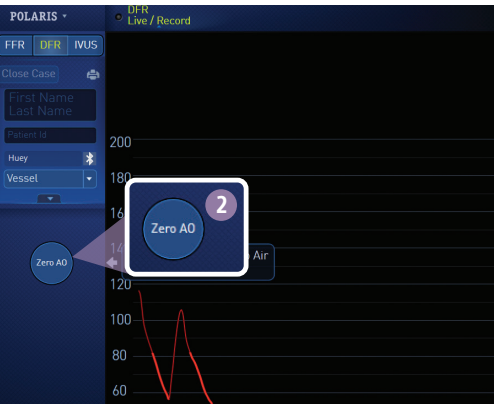 POLARIS
DFR
Live / Record
FFR DFR IVUS
Close Case
First Name
Last Name
Patient Id
Huey
Vessel
Zero AO
2
Zero AO
Air
200
180
16
14
120
100
80
60